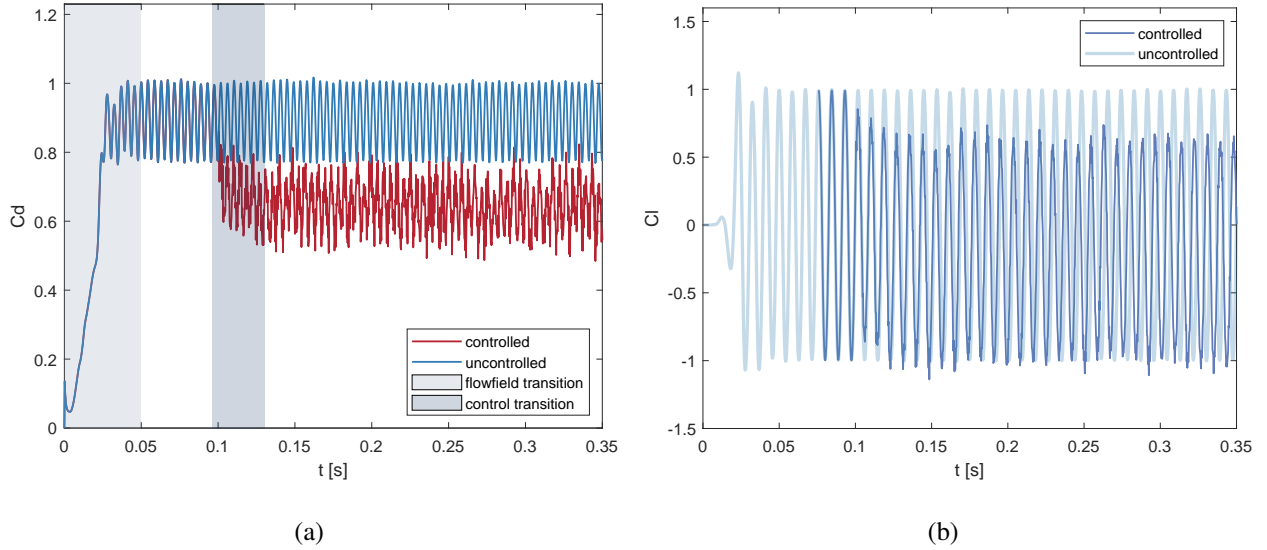 1.2
1
0.8
0.6
0.4
0.2
0
Cd
0
0.05
0.1
0.15
0.2
0.25
0.3
0.35
t [s]
controlled
uncontrolled
flowfield transition
control transition
(a)
1.5
1
0.5
0
-0.5
-1
-1.5
Cl
0
0.05
0.1
0.15
0.2
0.25
0.3
0.35
t [s]
controlled
uncontrolled
(b)